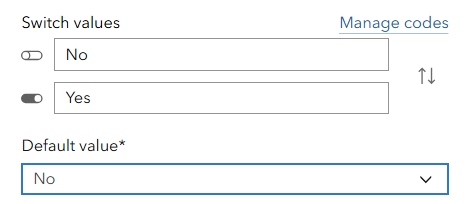 Switch values Manage codes
No
Yes
Default value*
No